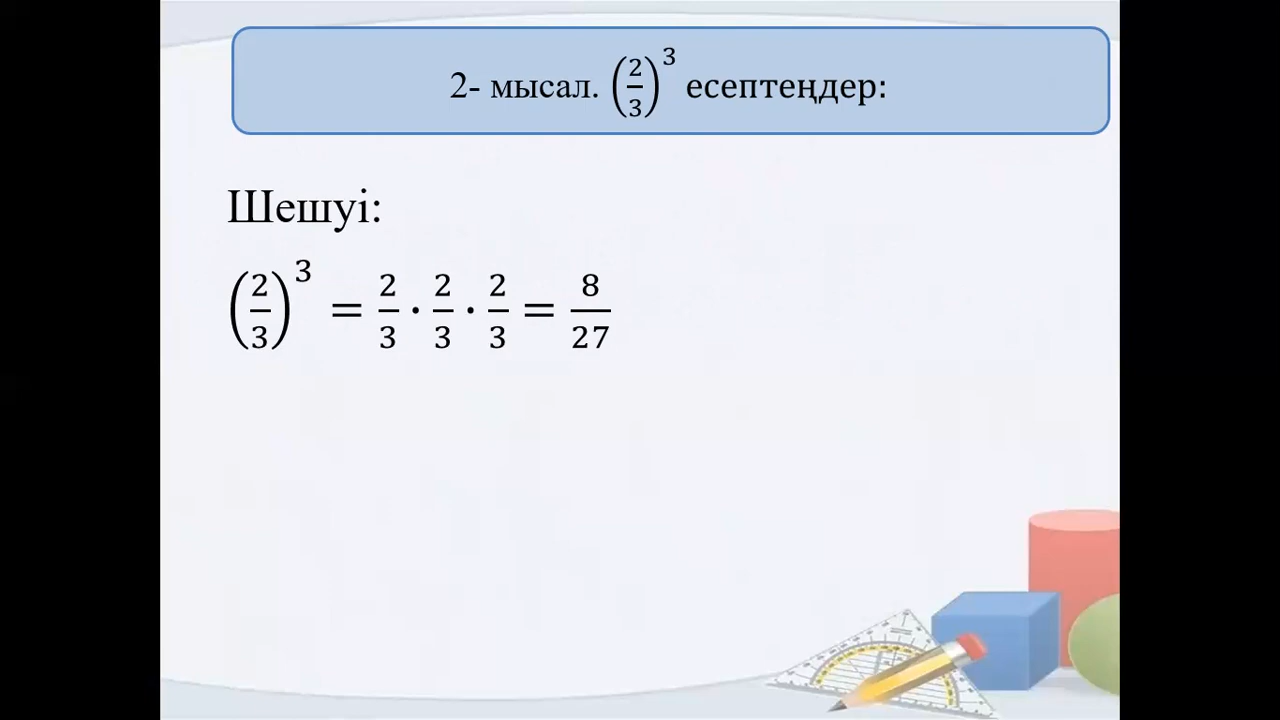 2- мысал. (2/3)³ есептеңдер:
Шешуі:
(2/3)³ = 2/3 · 2/3 · 2/3 = 8/27